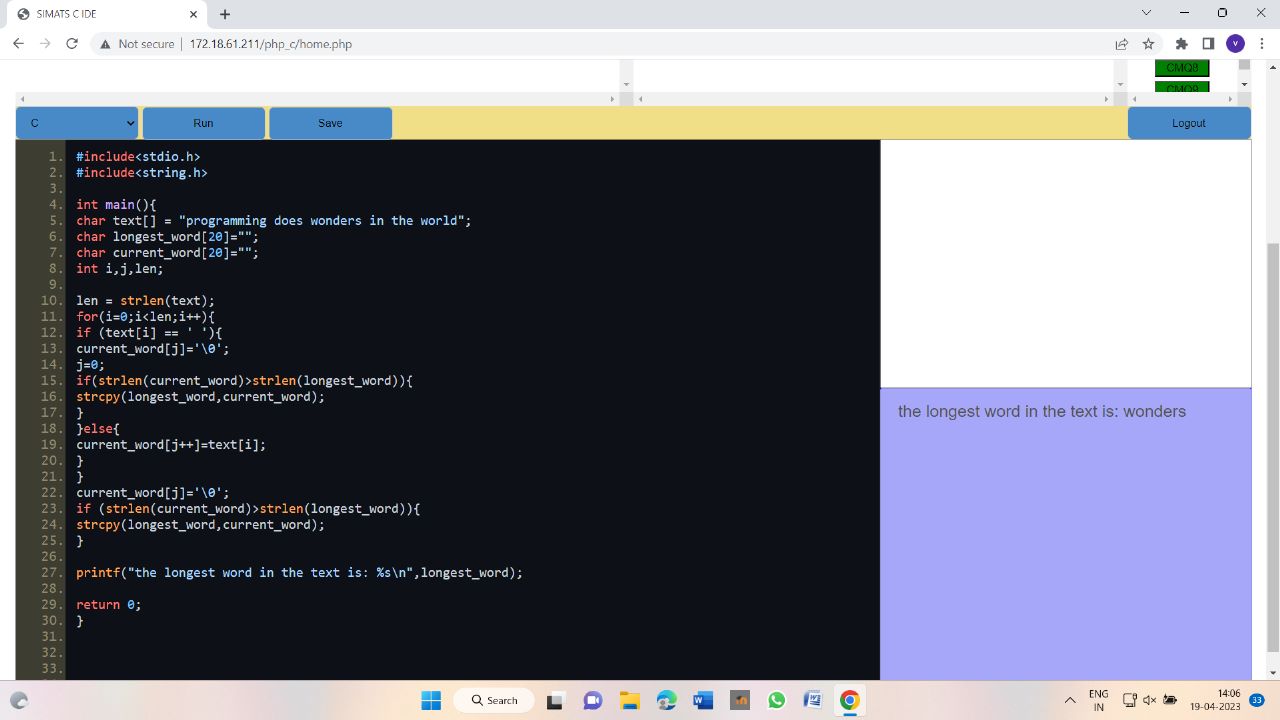 SIMATS C IDE
Not secure | 172.18.61.211/php_c/home.php
v
CMQ8
CMQ9
C
Run
Save
Logout
1. #include<stdio.h>
2. #include<string.h>
3.
4. int main(){
5. char text[] = "programming does wonders in the world";
6. char longest_word[20]="";
7. char current_word[20]="";
8. int i,j,len;
9.
10. len = strlen(text);
11. for(i=0;i<len;i++){
12. if (text[i] == ' '){
13. current_word[j]='\0';
14. j=0;
15. if(strlen(current_word)>strlen(longest_word)){
16. strcpy(longest_word,current_word);
17. }
18. }else{
19. current_word[j++]=text[i];
20. }
21. }
22. current_word[j]='\0';
23. if (strlen(current_word)>strlen(longest_word)){
24. strcpy(longest_word,current_word);
25. }
26.
27. printf("the longest word in the text is: %s\n",longest_word);
28.
29. return 0;
30. }
31.
32.
33.
the longest word in the text is: wonders
Search
ENG
IN
14:06
19-04-2023
33